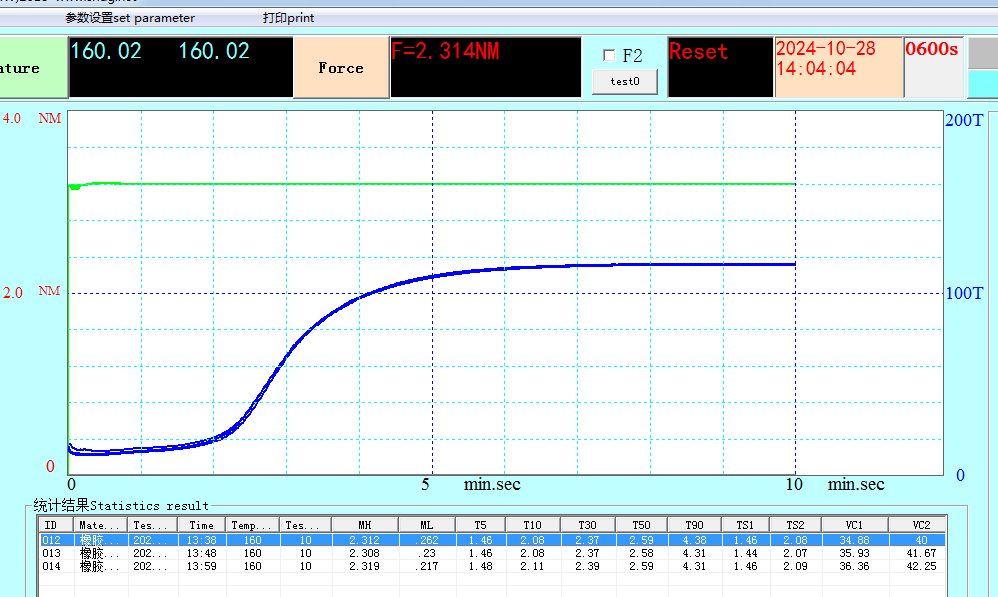 参数设置set parameter 打印print
ature 160.02 160.02 Force F=2.314NM F2 Reset 2024-10-28 0600s
test0 14:04:04
4.0 NM 200T
2.0 NM 100T
0 0
0 5 min.sec 10 min.sec
统计结果Statistics result
ID Mate... Tes... Time Temp... Tes... MH ML T5 T10 T30 T50 T90 TS1 TS2 VC1 VC2
012 橡胶... 202... 13:38 160 10 2.312 .262 1.46 2.08 2.37 2.59 4.38 1.46 2.08 34.88 40
013 橡胶... 202... 13:48 160 10 2.308 .23 1.46 2.08 2.37 2.58 4.31 1.44 2.07 35.93 41.67
014 橡胶... 202... 13:59 160 10 2.319 .217 1.48 2.11 2.39 2.59 4.31 1.46 2.09 36.36 42.25